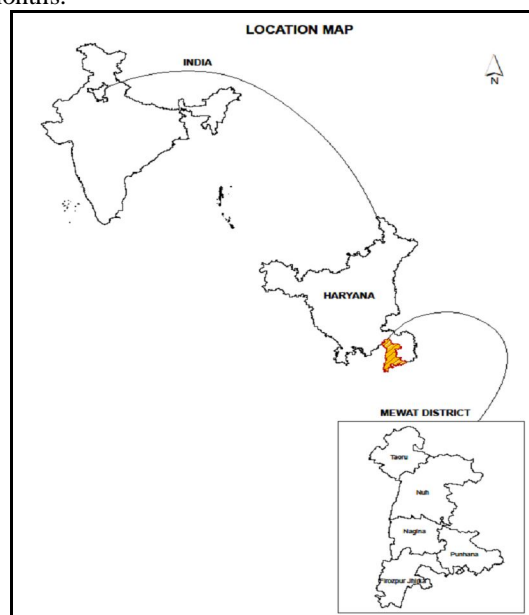 LOCATION MAP
INDIA
N
HARYANA
MEWAT DISTRICT
Taoru
Nuh
Nagina
Punhana
Firozpur Jhirka